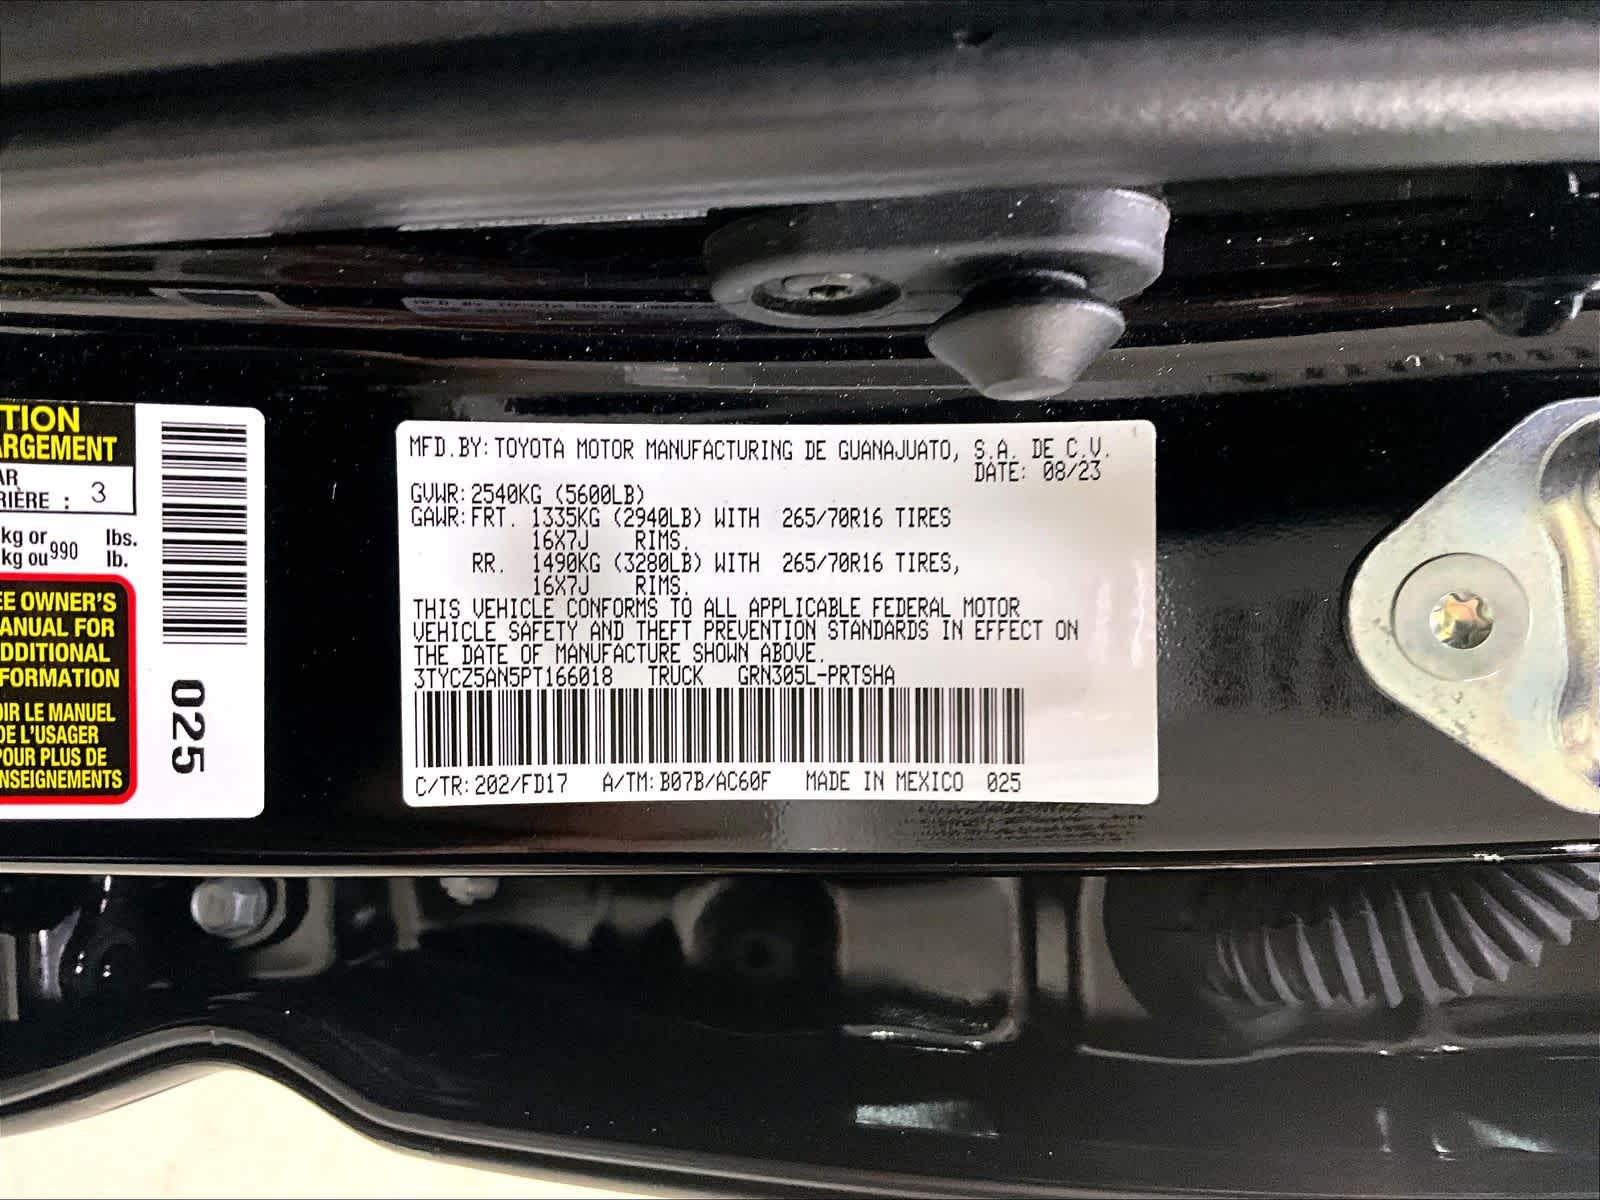 TION
ARGEMENT
AR
RIÈRE : 3
kg or lbs.
kg ou 990 lb.
EE OWNER'S
ANUAL FOR
DDITIONAL
FORMATION
OIR LE MANUEL
DE L'USAGER
POUR PLUS DE
NSEIGNEMENTS
025
MFD.BY:TOYOTA MOTOR MANUFACTURING DE GUANAJUATO, S.A. DE C.V.
DATE: 08/23
GVWR:2540KG (5600LB)
GAWR:FRT. 1335KG (2940LB) WITH 265/70R16 TIRES
16X7J RIMS.
RR. 1490KG (3280LB) WITH 265/70R16 TIRES,
16X7J RIMS.
THIS VEHICLE CONFORMS TO ALL APPLICABLE FEDERAL MOTOR
VEHICLE SAFETY AND THEFT PREVENTION STANDARDS IN EFFECT ON
THE DATE OF MANUFACTURE SHOWN ABOVE.
3TYCZ5AN5PT166018 TRUCK GRN305L-PRTSHA
C/TR:202/FD17 A/TM:B07B/AC60F MADE IN MEXICO 025